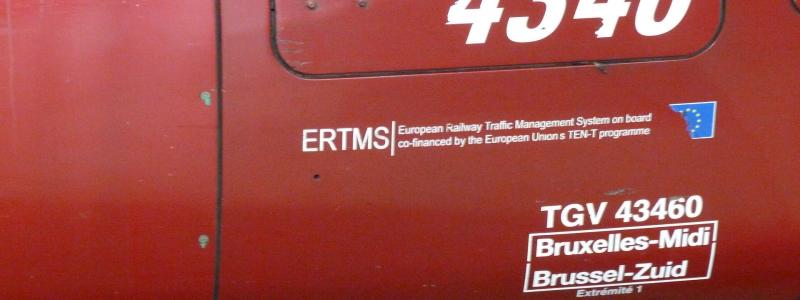 4346
ERTMS
European Railway Traffic Management System on board
co-financed by the European Union's TEN-T programme
TGV 43460
Bruxelles-Midi
Brussel-Zuid
Extrémité 1